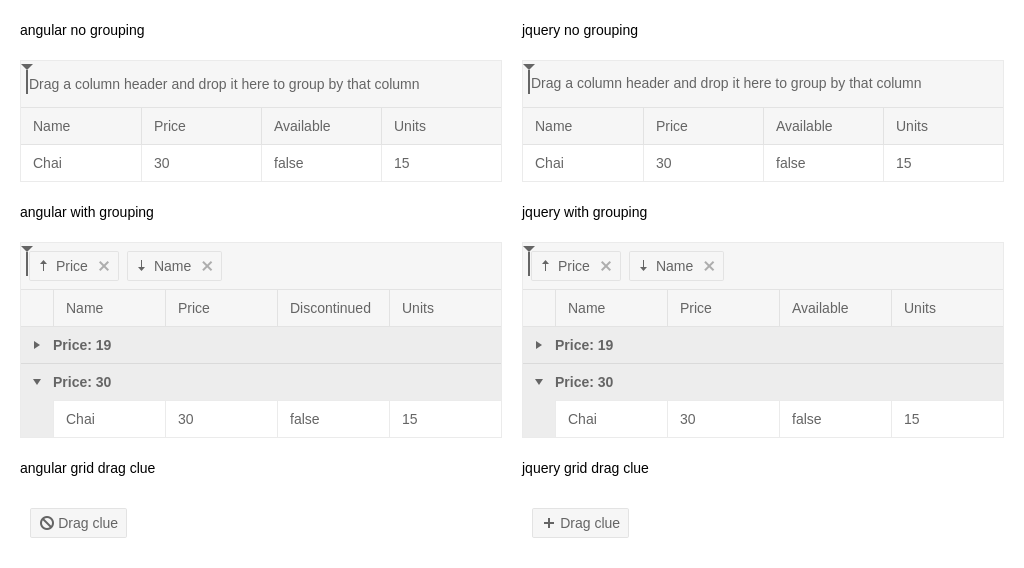 angular no grouping
Drag a column header and drop it here to group by that column
Name Price Available Units
Chai 30 false 15
angular with grouping
Price Name
Name Price Discontinued Units
Price: 19
Price: 30
Chai 30 false 15
angular grid drag clue
Drag clue
jquery no grouping
Drag a column header and drop it here to group by that column
Name Price Available Units
Chai 30 false 15
jquery with grouping
Price Name
Name Price Available Units
Price: 19
Price: 30
Chai 30 false 15
jquery grid drag clue
Drag clue